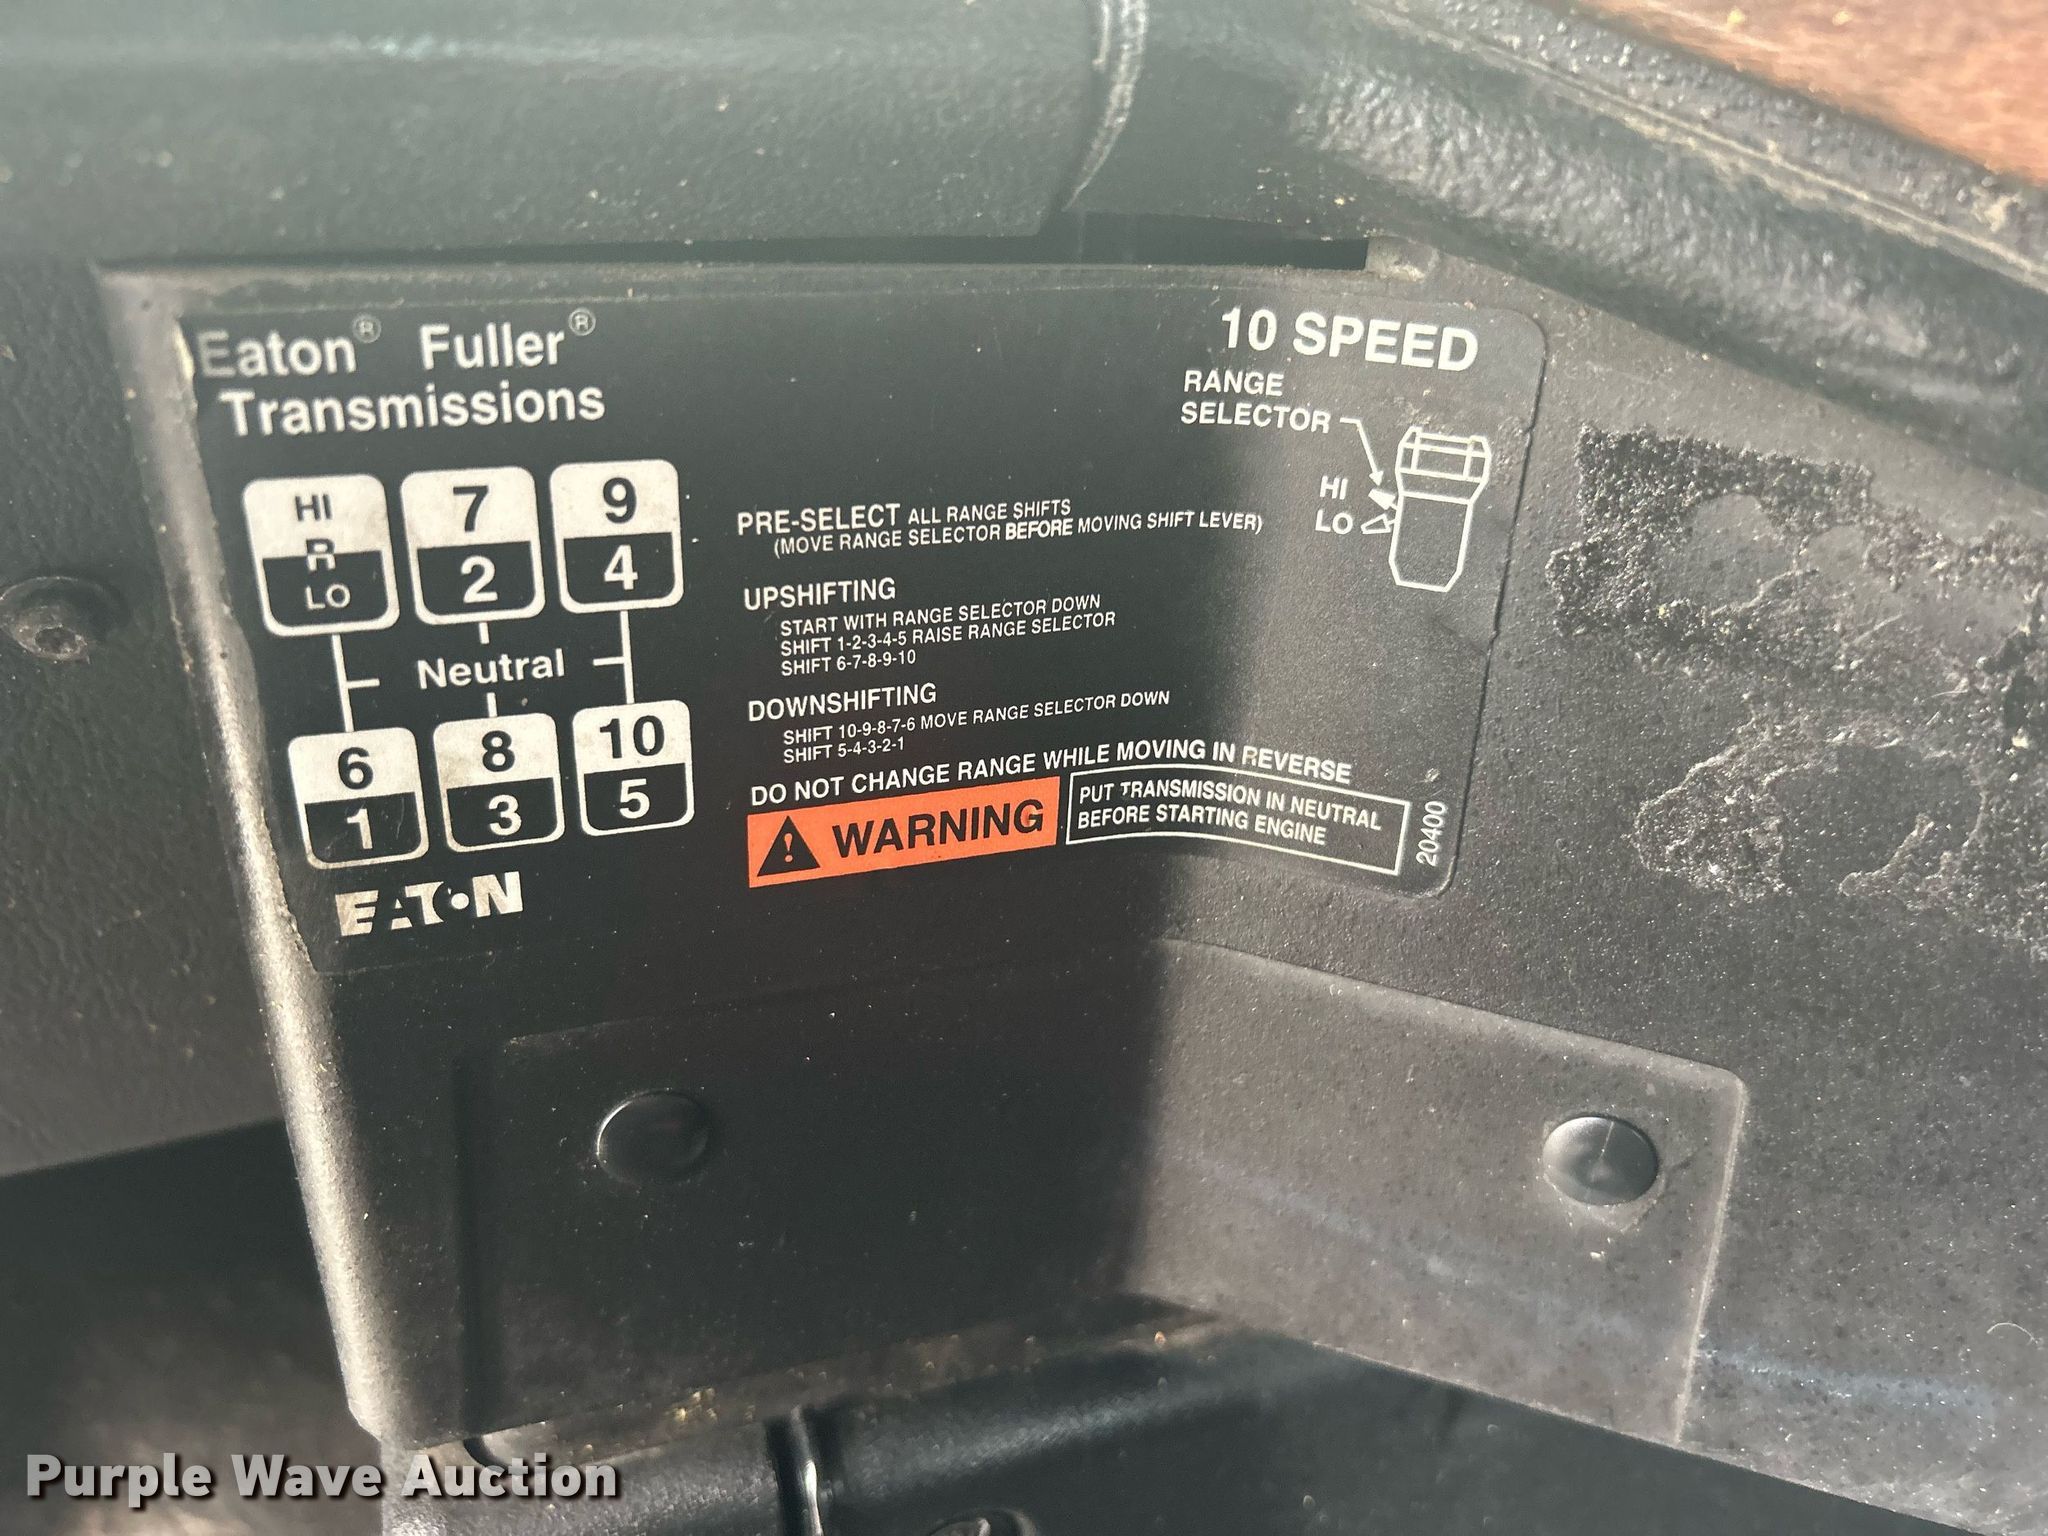 Eaton® Fuller®
Transmissions
10 SPEED
RANGE
SELECTOR
HI
LO
HI
R
LO
7
2
9
4
Neutral
6
1
8
3
10
5
EATON
PRE-SELECT ALL RANGE SHIFTS
(MOVE RANGE SELECTOR BEFORE MOVING SHIFT LEVER)
UPSHIFTING
START WITH RANGE SELECTOR DOWN
SHIFT 1-2-3-4-5 RAISE RANGE SELECTOR
SHIFT 6-7-8-9-10
DOWNSHIFTING
SHIFT 10-9-8-7-6 MOVE RANGE SELECTOR DOWN
SHIFT 5-4-3-2-1
DO NOT CHANGE RANGE WHILE MOVING IN REVERSE
! WARNING
PUT TRANSMISSION IN NEUTRAL
BEFORE STARTING ENGINE
20400
Purple Wave Auction